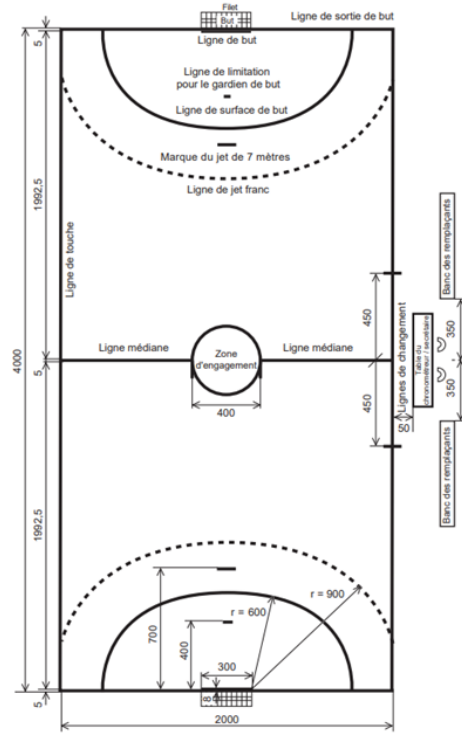 Filet
But
Ligne de sortie de but
Ligne de but
Ligne de limitation
pour le gardien de but
Ligne de surface de but
Marque du jet de 7 mètres
Ligne de jet franc
5
1992,5
4000
5
1992,5
5
Ligne de touche
Ligne médiane
Zone
d'engagement
Ligne médiane
400
450
450
Lignes de changement
Table du
chronométreur / secrétaire
50
Banc des remplaçants
350
350
Banc des remplaçants
r = 600
r = 900
700
400
300
8
2000